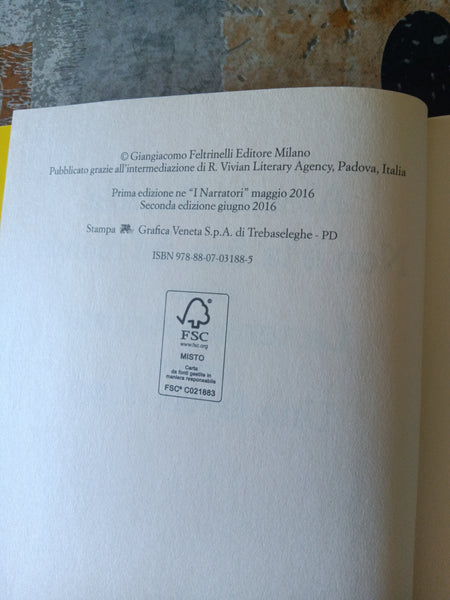 © Giangiacomo Feltrinelli Editore Milano
Pubblicato grazie all'intermediazione di R. Vivian Literary Agency, Padova, Italia
Prima edizione ne “I Narratori” maggio 2016
Seconda edizione giugno 2016
Stampa Grafica Veneta S.p.A. di Trebaseleghe - PD
ISBN 978-88-07-03188-5
FSC
www.fsc.org
MISTO
Carta
da fonti gestite in
maniera responsabile
FSC® C021883